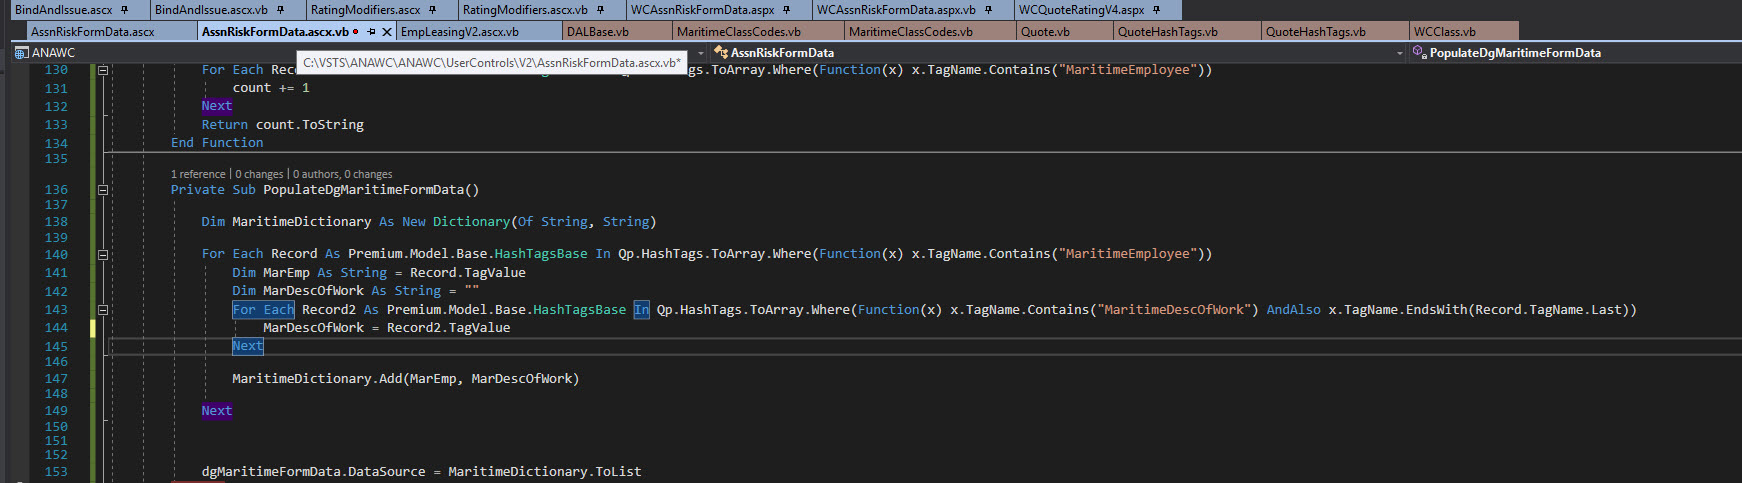 BindAndIssue.ascx BindAndIssue.ascx.vb RatingModifiers.ascx RatingModifiers.ascx.vb WCAssnRiskFormData.aspx WCAssnRiskFormData.aspx.vb WCQuoteRatingV4.aspx
AssnRiskFormData.ascx AssnRiskFormData.ascx.vb EmpLeasingV2.ascx.vb DALBase.vb MaritimeClassCodes.vb MaritimeClassCodes.vb Quote.vb QuoteHashTags.vb QuoteHashTags.vb WCClass.vb
ANAWC AssnRiskFormData PopulateDgMaritimeFormData
C:\VSTS\ANAWC\ANAWC\UserControls\V2\AssnRiskFormData.ascx.vb*
130 For Each Rec Tags.ToArray.Where(Function(x) x.TagName.Contains("MaritimeEmployee"))
131 count += 1
132 Next
133 Return count.ToString
134 End Function
135
1 reference | 0 changes | 0 authors, 0 changes
136 Private Sub PopulateDgMaritimeFormData()
137
138 Dim MaritimeDictionary As New Dictionary(Of String, String)
139
140 For Each Record As Premium.Model.Base.HashTagsBase In Qp.HashTags.ToArray.Where(Function(x) x.TagName.Contains("MaritimeEmployee"))
141 Dim MarEmp As String = Record.TagValue
142 Dim MarDescOfWork As String = ""
143 For Each Record2 As Premium.Model.Base.HashTagsBase In Qp.HashTags.ToArray.Where(Function(x) x.TagName.Contains("MaritimeDescOfWork") AndAlso x.TagName.EndsWith(Record.TagName.Last))
144 MarDescOfWork = Record2.TagValue
145 Next
146
147 MaritimeDictionary.Add(MarEmp, MarDescOfWork)
148
149 Next
150
151
152
153 dgMaritimeFormData.DataSource = MaritimeDictionary.ToList